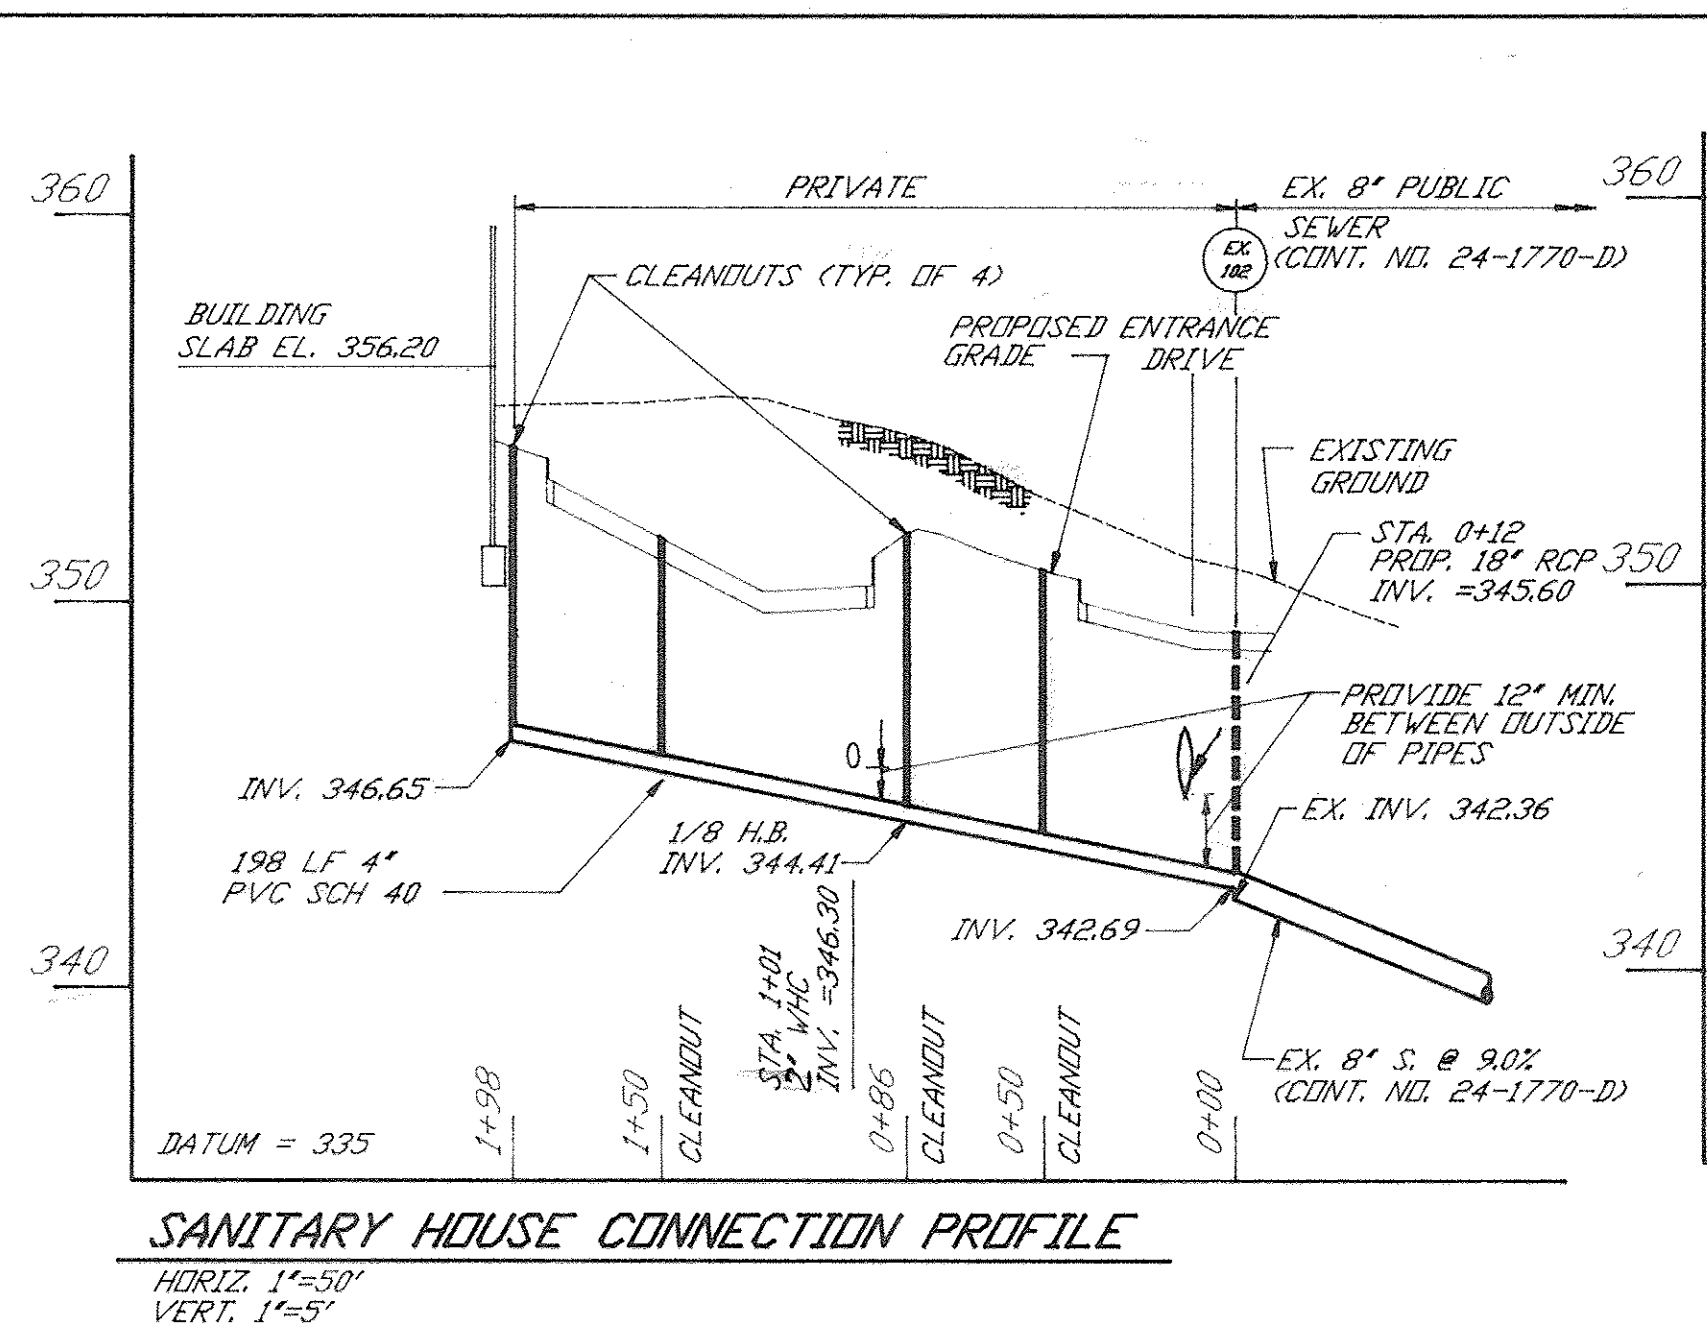 360
PRIVATE
EX. 8" PUBLIC
SEWER
(CONT. NO. 24-1770-D)
360
EX.
102
CLEANOUTS (TYP. OF 4)
BUILDING
SLAB EL. 356.20
PROPOSED
GRADE
ENTRANCE
DRIVE
EXISTING
GROUND
STA. 0+12
PROP. 18" RCP
INV. =345.60
350
350
PROVIDE 12" MIN.
BETWEEN OUTSIDE
OF PIPES
INV. 346.65
EX. INV. 342.36
198 LF 4"
PVC SCH 40
1/8 H.B.
INV. 344.41
INV. 342.69
340
340
STA. 1+01
2" WHC
INV. =346.30
EX. 8" S. @ 9.0%
(CONT. NO. 24-1770-D)
DATUM = 335
1+98
1+50
CLEANOUT
0+86
CLEANOUT
0+50
CLEANOUT
0+00
SANITARY HOUSE CONNECTION PROFILE
HORIZ. 1"=50'
VERT. 1"=5'